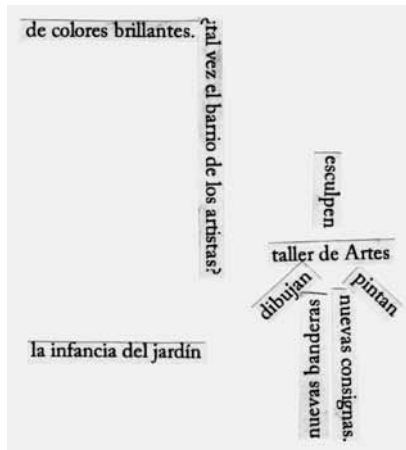 de colores brillantes.
¿tal vez el barrio de los artistas?
esculpen
taller de Artes
dibujan
pintan
nuevas banderas
nuevas consignas.
la infancia del jardín